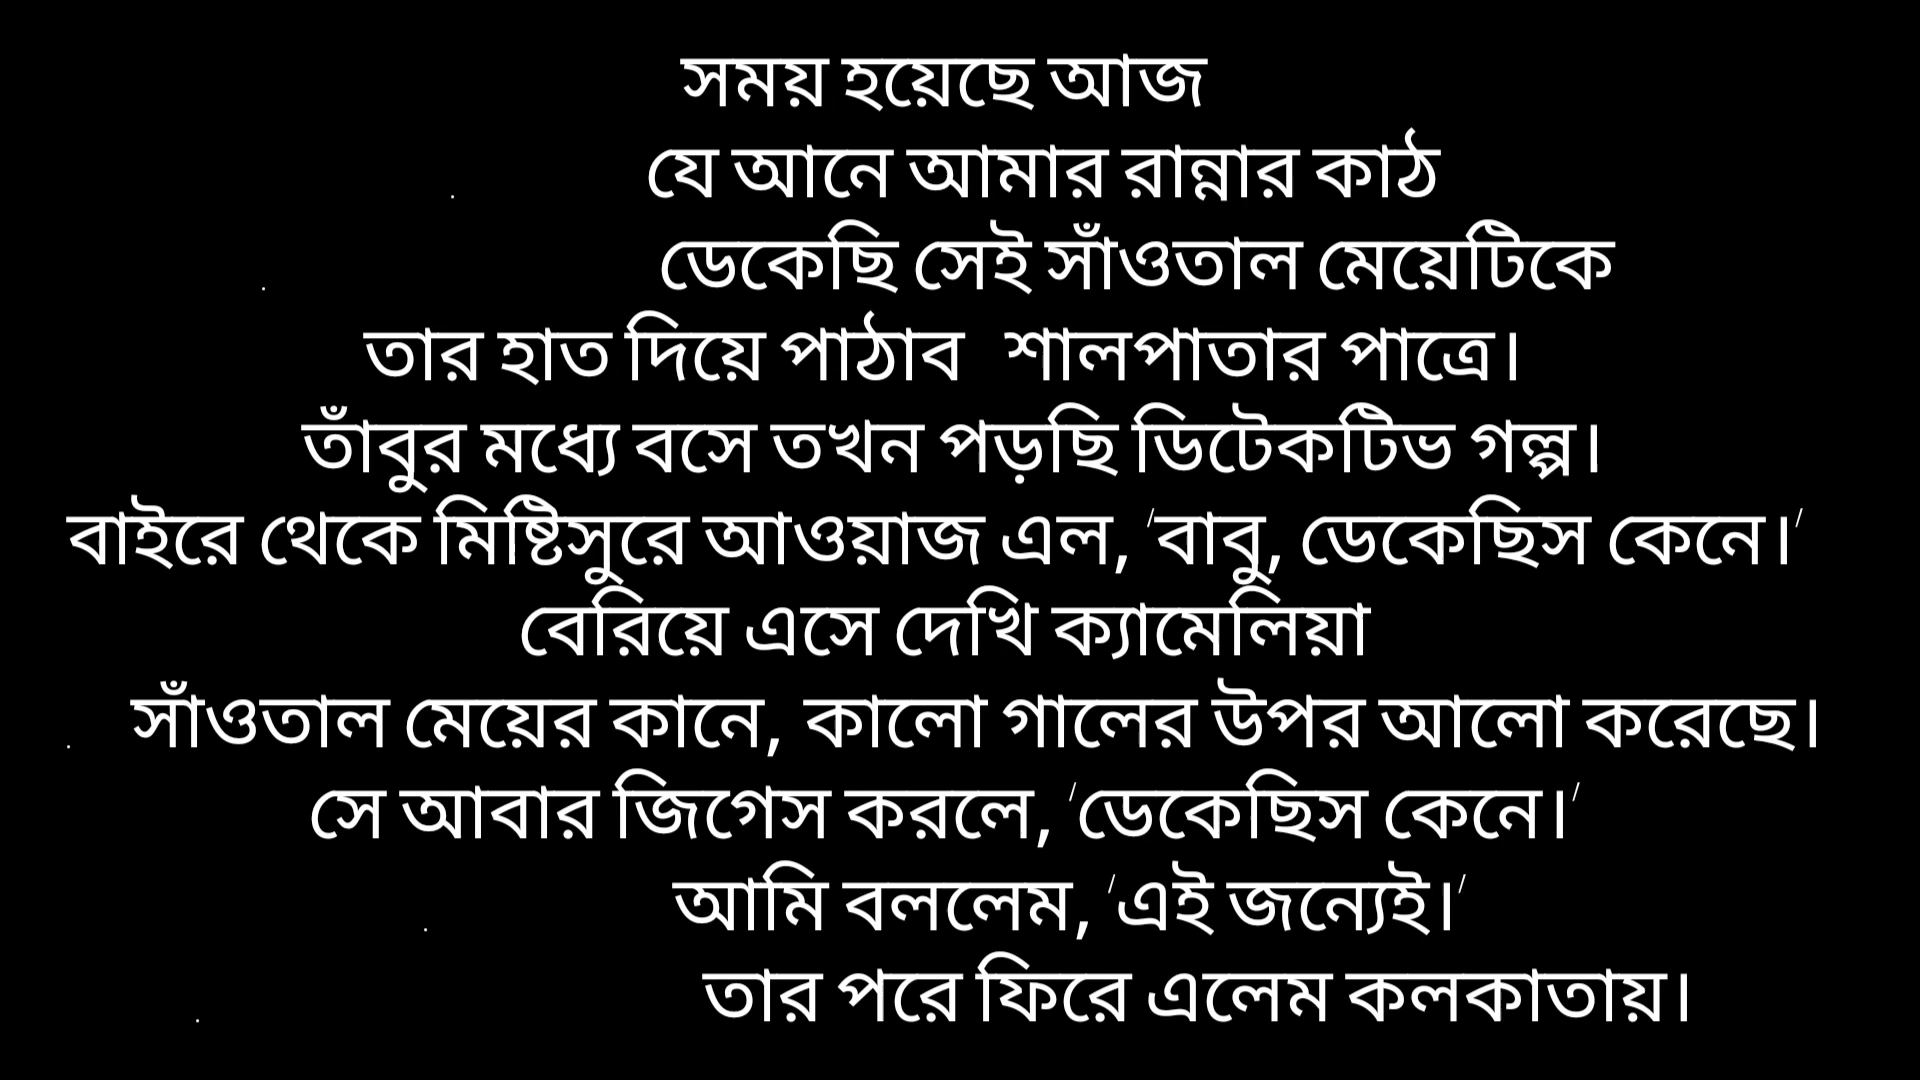 সময় হয়েছে আজ
যে আনে আমার রান্নার কাঠ
ডেকেছি সেই সাঁওতাল মেয়েটিকে
তার হাত দিয়ে পাঠাব শালপাতার পাত্রে।
তাঁবুর মধ্যে বসে তখন পড়ছি ডিটেকটিভ গল্প।
বাইরে থেকে মিষ্টিসুরে আওয়াজ এল, 'বাবু, ডেকেছিস কেনে।'
বেরিয়ে এসে দেখি ক্যামেলিয়া
সাঁওতাল মেয়ের কানে, কালো গালের উপর আলো করেছে।
সে আবার জিগেস করলে, 'ডেকেছিস কেনে।'
আমি বললেম, 'এই জন্যেই।'
তার পরে ফিরে এলেম কলকাতায়।